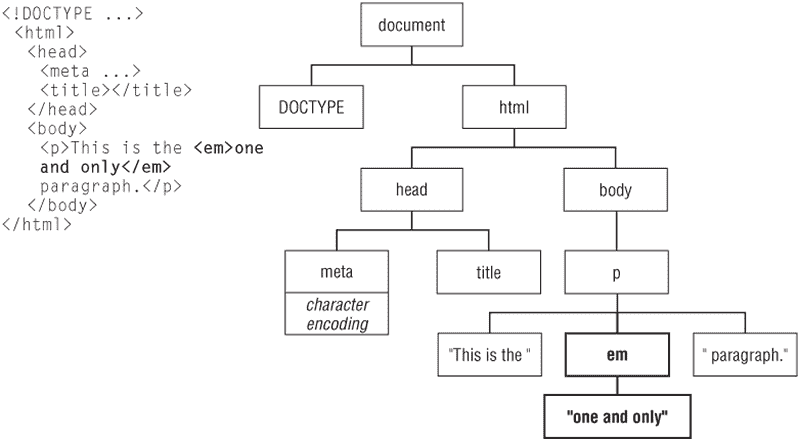 <!DOCTYPE ...>
<html>
<head>
<meta ...>
<title></title>
</head>
<body>
<p>This is the <em>one
and only</em>
paragraph.</p>
</body>
</html>
document
DOCTYPE
html
head
body
meta
character
encoding
title
p
"This is the "
em
" paragraph."
"one and only"